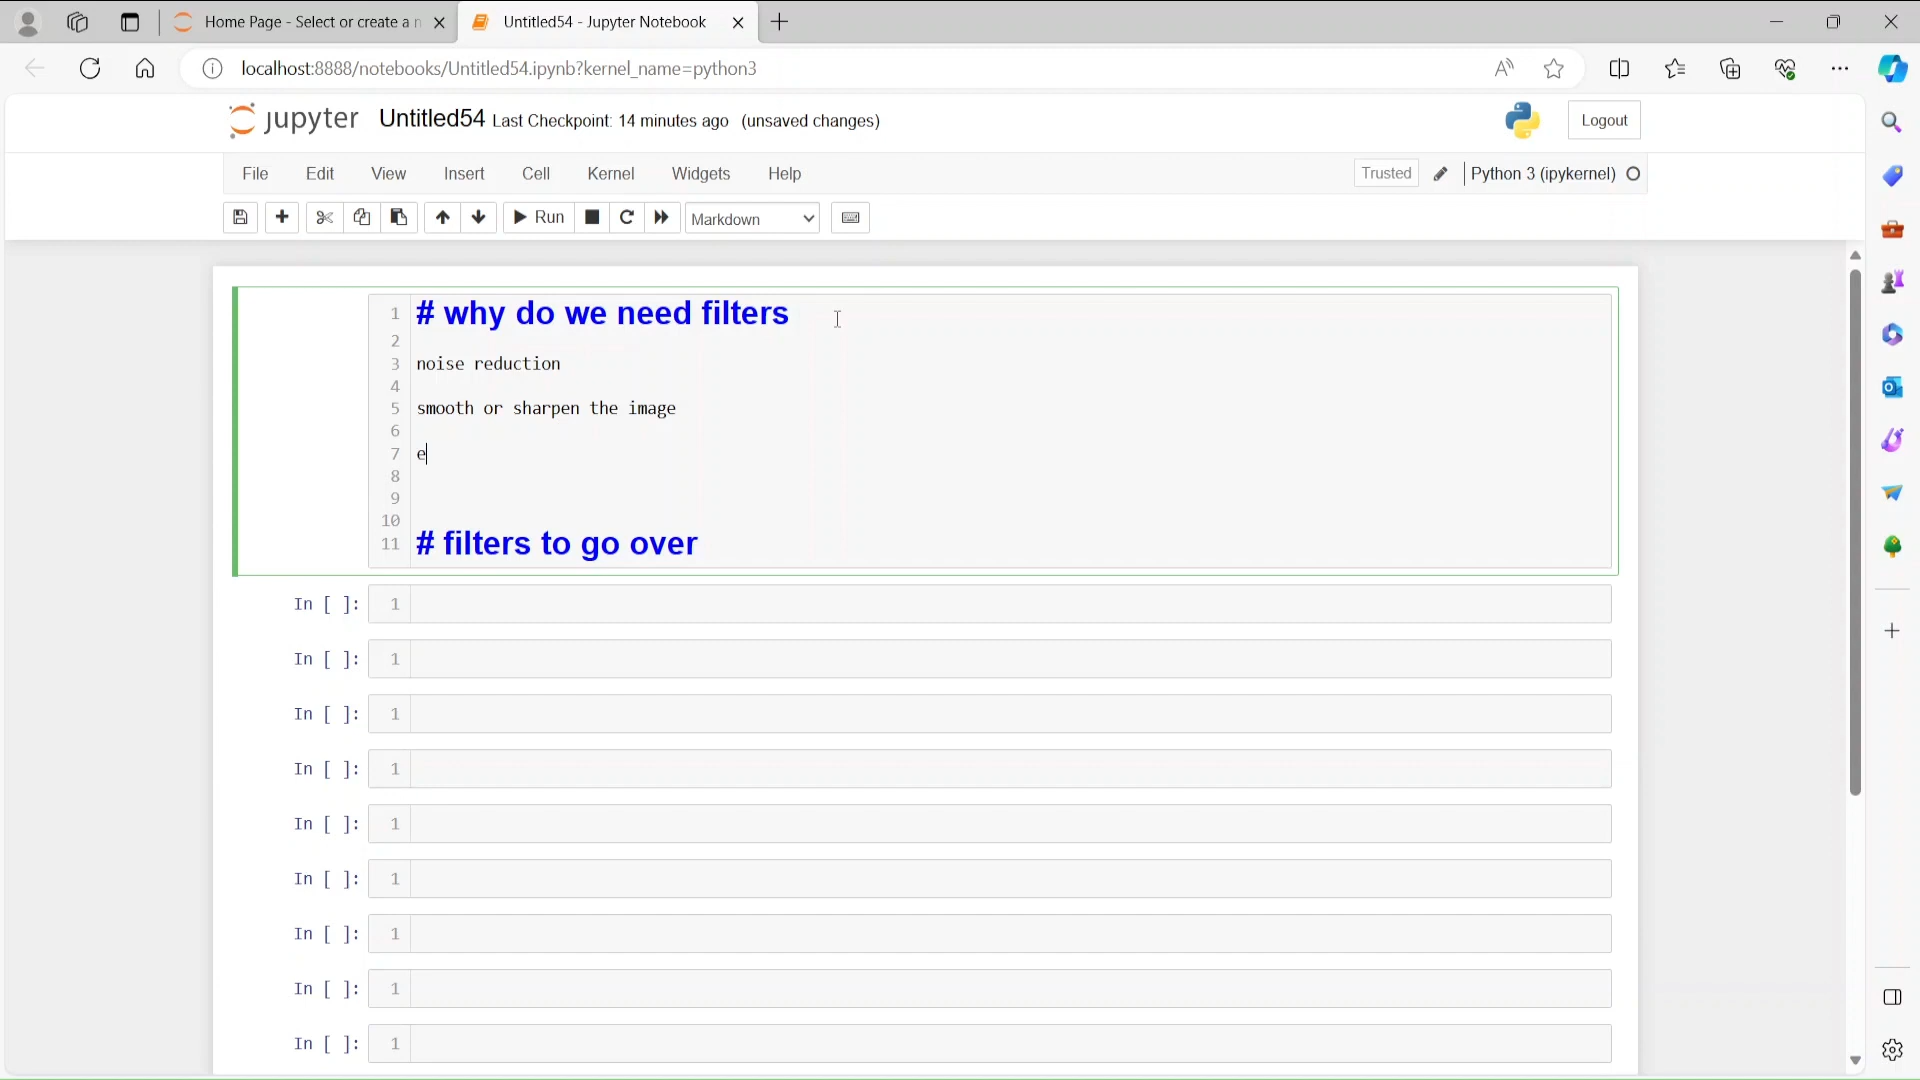 Home Page - Select or create a n
Untitled54 - Jupyter Notebook
localhost:8888/notebooks/Untitled54.ipynb?kernel_name=python3
jupyter Untitled54 Last Checkpoint: 14 minutes ago (unsaved changes)
Logout
File Edit View Insert Cell Kernel Widgets Help
Trusted Python 3 (ipykernel)
Run Markdown
1 # why do we need filters
2
3 noise reduction
4
5 smooth or sharpen the image
6
7 e
8
9
10
11 # filters to go over
In [ ]: 1
In [ ]: 1
In [ ]: 1
In [ ]: 1
In [ ]: 1
In [ ]: 1
In [ ]: 1
In [ ]: 1
In [ ]: 1